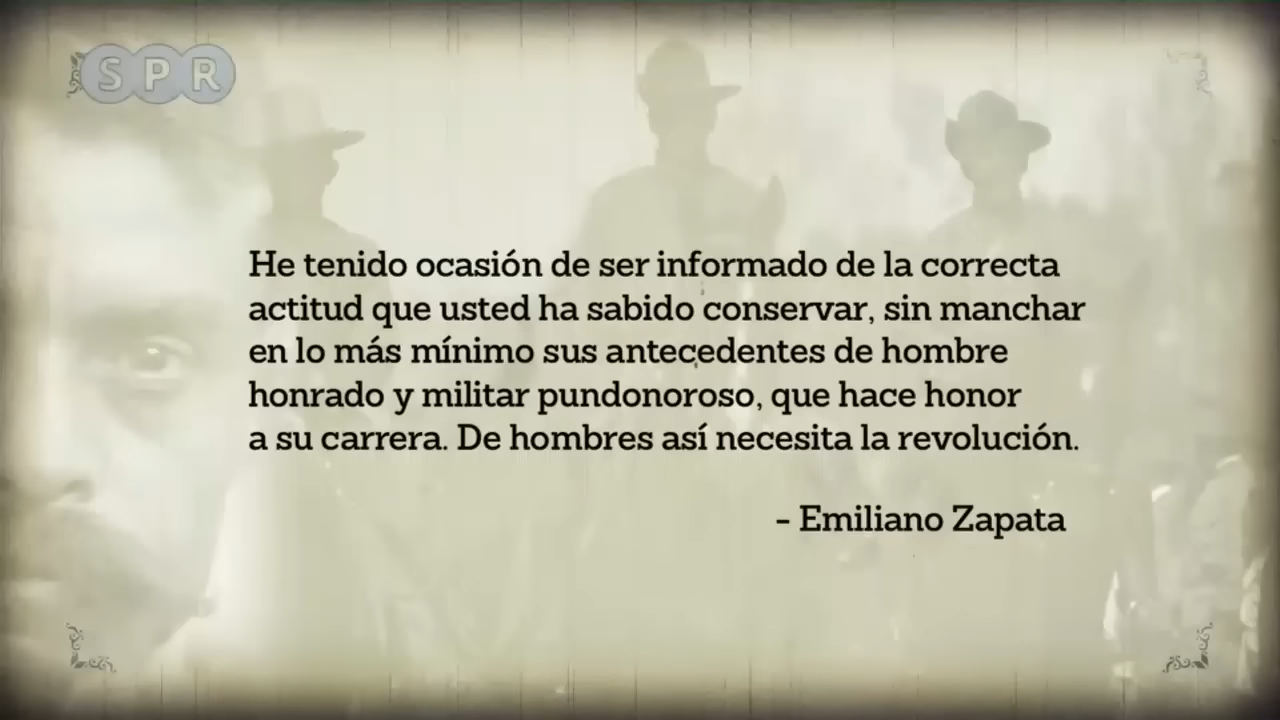 SPR
He tenido ocasión de ser informado de la correcta
actitud que usted ha sabido conservar, sin manchar
en lo más mínimo sus antecedentes de hombre
honrado y militar pundonoroso, que hace honor
a su carrera. De hombres así necesita la revolución.
- Emiliano Zapata